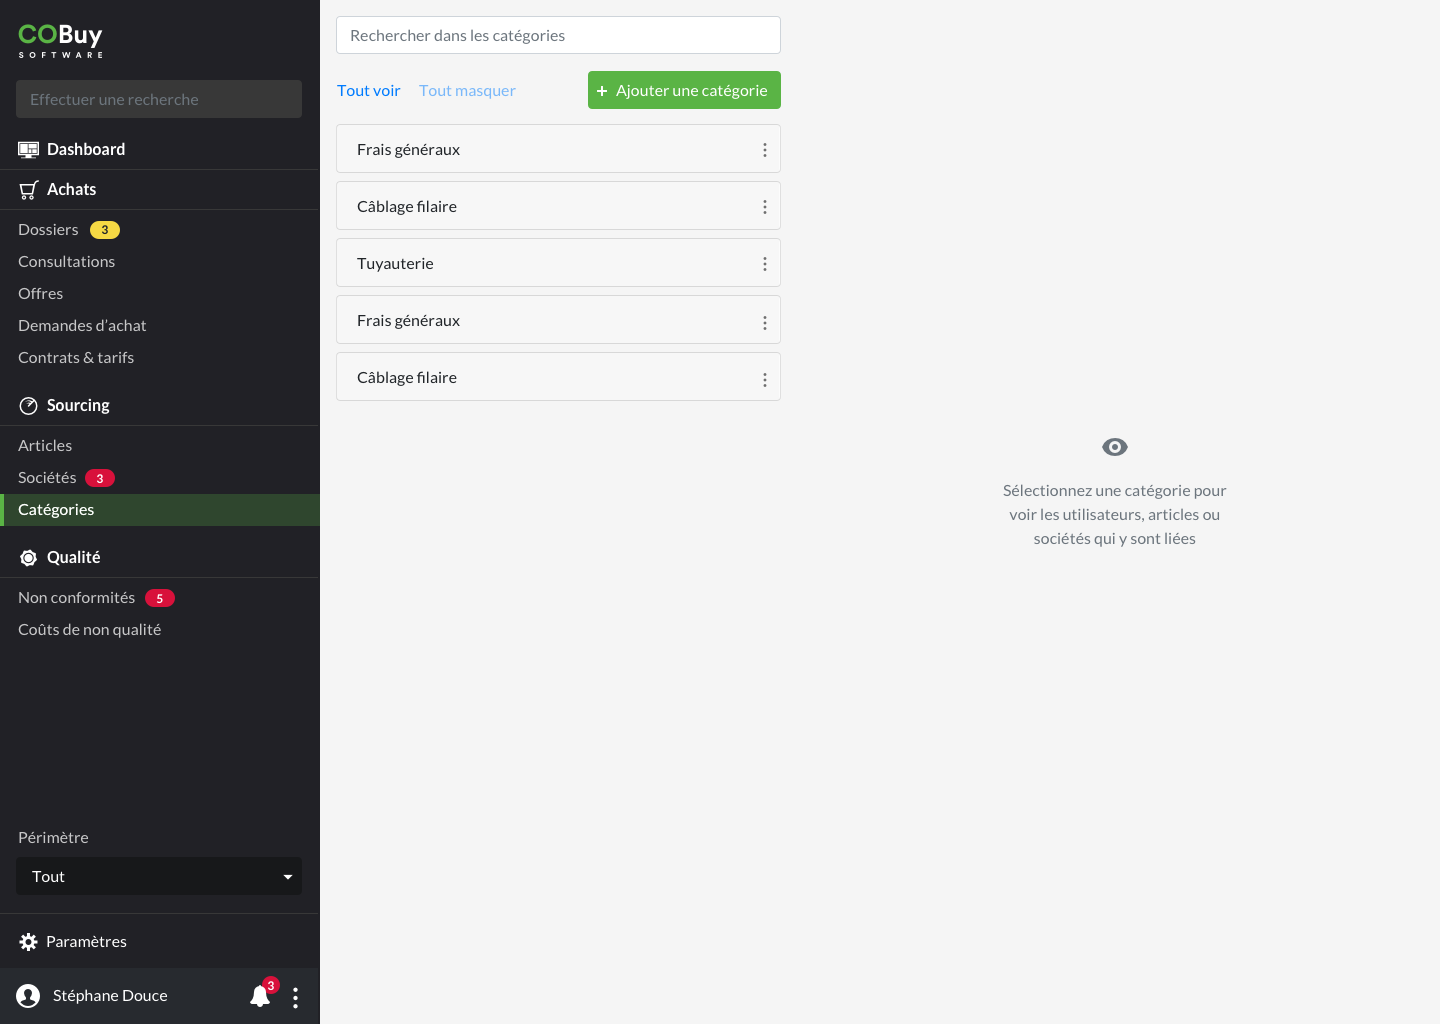 COBuy
SOFTWARE
Effectuer une recherche
Dashboard
Achats
Dossiers 3
Consultations
Offres
Demandes d’achat
Contrats & tarifs
Sourcing
Articles
Sociétés 3
Catégories
Qualité
Non conformités 5
Coûts de non qualité
Périmètre
Tout
Paramètres
Stéphane Douce 3
Rechercher dans les catégories
Tout voir Tout masquer + Ajouter une catégorie
Frais généraux
Câblage filaire
Tuyauterie
Frais généraux
Câblage filaire
Sélectionnez une catégorie pour
voir les utilisateurs, articles ou
sociétés qui y sont liées